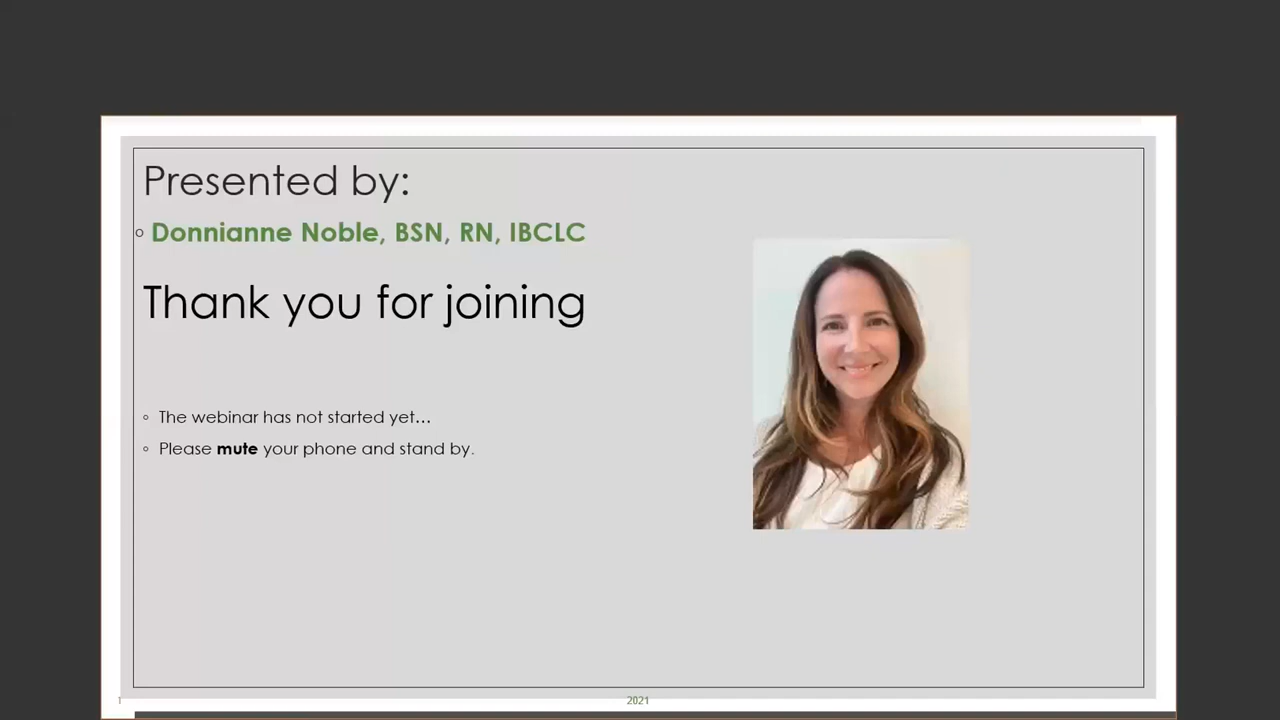 Presented by:
◦ Donnianne Noble, BSN, RN, IBCLC
Thank you for joining
◦ The webinar has not started yet…
◦ Please mute your phone and stand by.
1
2021